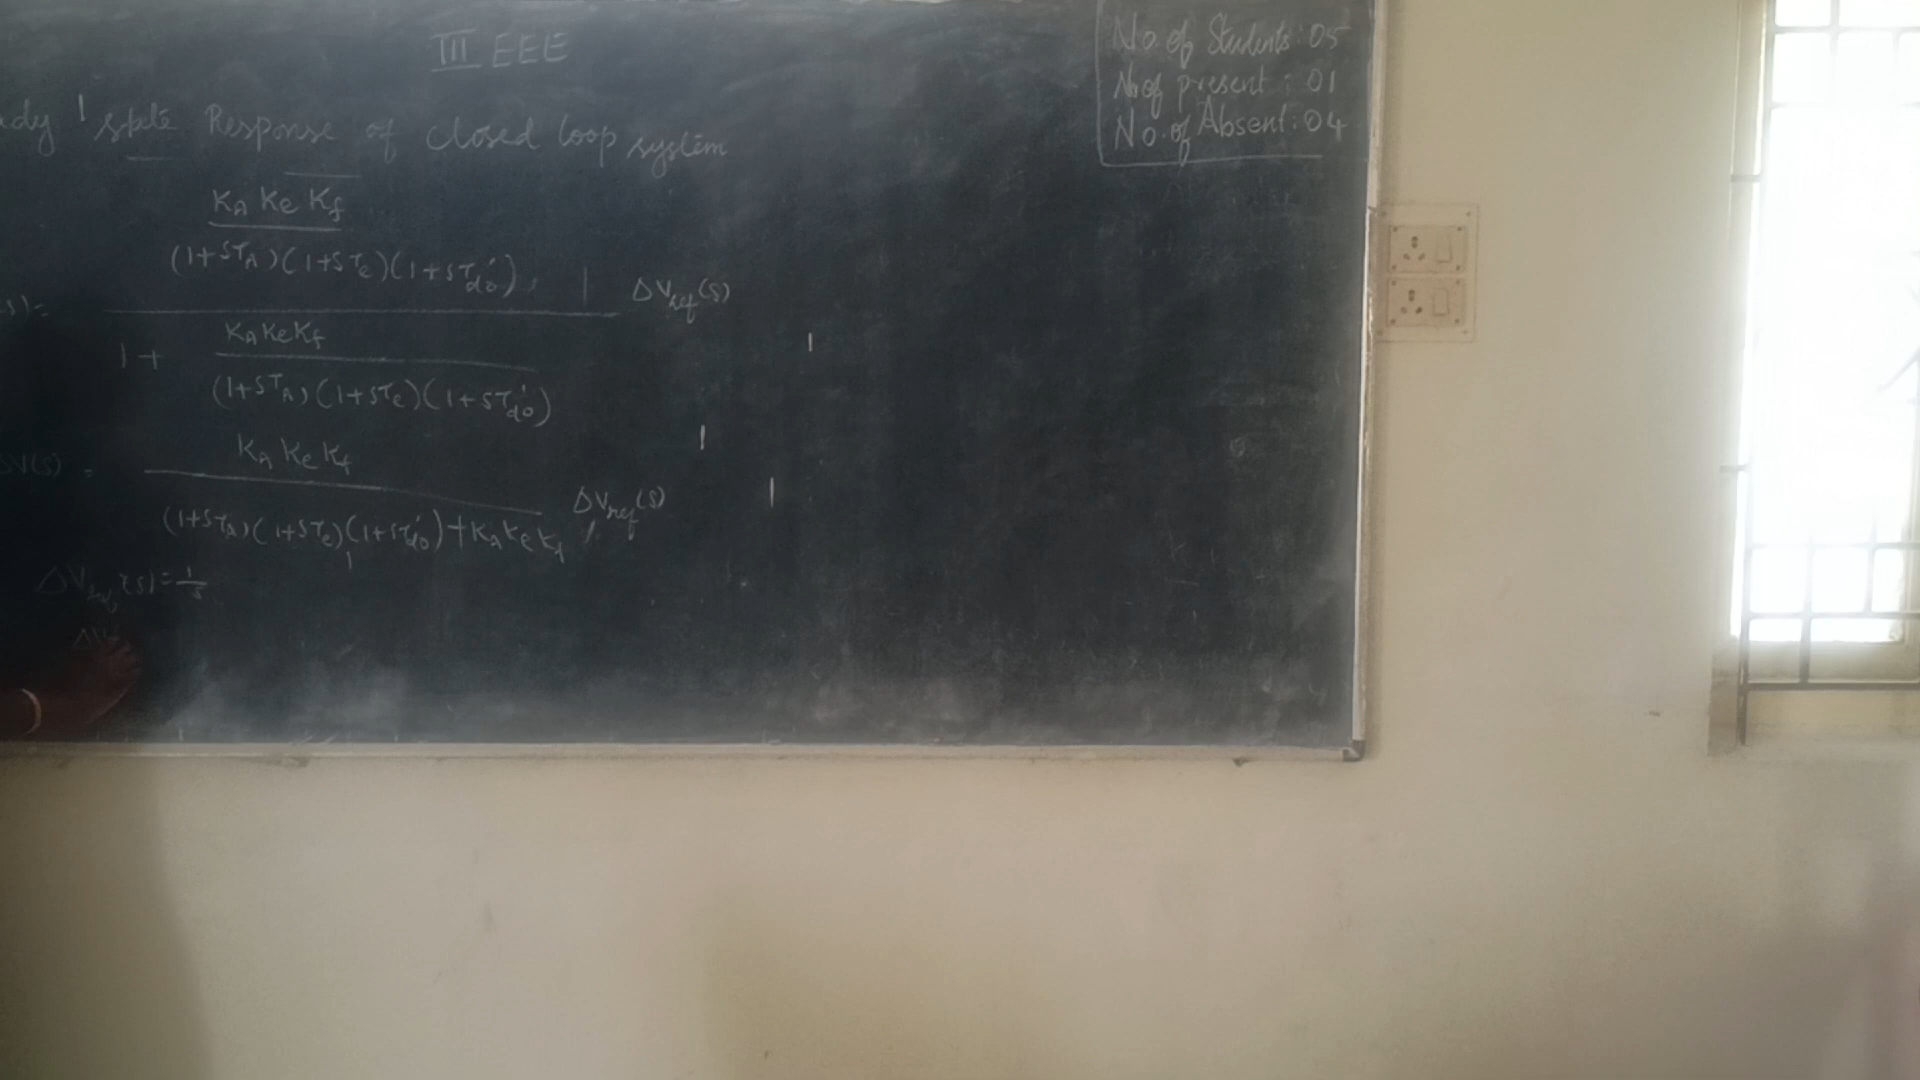 III EEE
No. of Students: 05
No of present : 01
No. of Absent: 04
ady state Response of closed loop system
KA Ke Kf
(1+STA)(1+STe)(1+ST'do)
(s)= ΔVref(s)
KA Ke Kf
1+
(1+STA)(1+STe)(1+ST'do)
KA Ke Kf
ΔV(s) = ΔVref(s)
(1+STA)(1+STe)(1+ST'do)+KA Ke Kf
ΔVref(s)=1/s